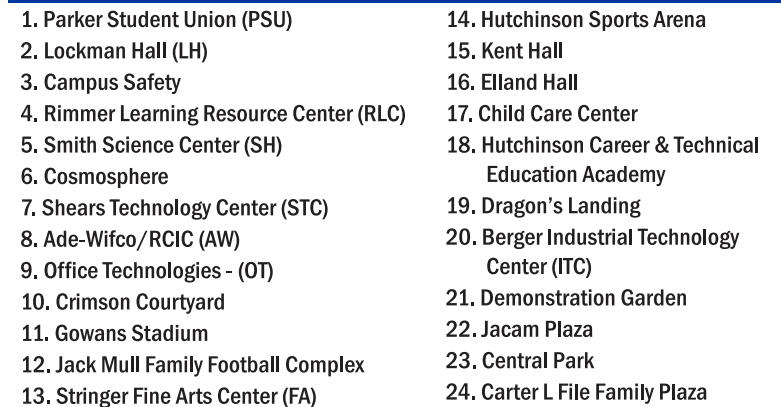 1. Parker Student Union (PSU)
2. Lockman Hall (LH)
3. Campus Safety
4. Rimmer Learning Resource Center (RLC)
5. Smith Science Center (SH)
6. Cosmosphere
7. Shears Technology Center (STC)
8. Ade-Wifco/RCIC (AW)
9. Office Technologies - (OT)
10. Crimson Courtyard
11. Gowans Stadium
12. Jack Mull Family Football Complex
13. Stringer Fine Arts Center (FA)
14. Hutchinson Sports Arena
15. Kent Hall
16. Elland Hall
17. Child Care Center
18. Hutchinson Career & Technical
Education Academy
19. Dragon's Landing
20. Berger Industrial Technology
Center (ITC)
21. Demonstration Garden
22. Jacam Plaza
23. Central Park
24. Carter L File Family Plaza